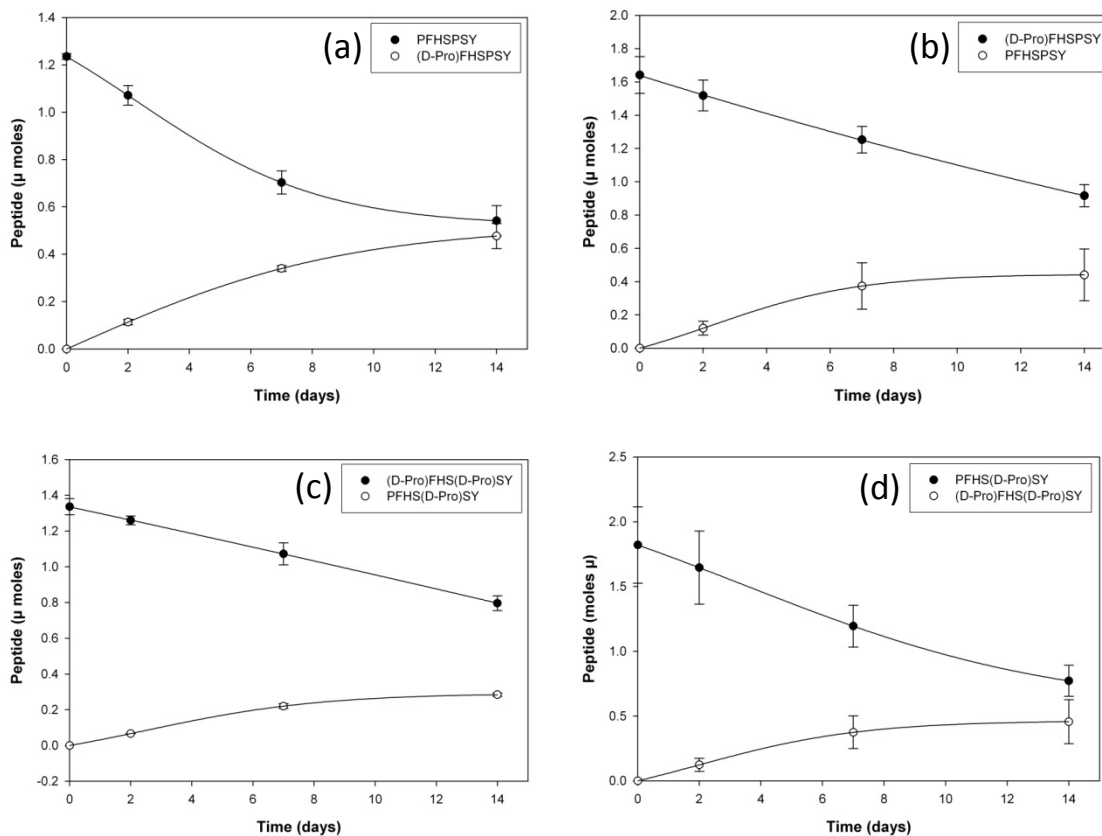 (a)
PFHSPSY
(D-Pro)FHSPSY
Peptide (µ moles)
1.4
1.2
1.0
0.8
0.6
0.4
0.2
0.0
0 2 4 6 8 10 12 14
Time (days)
(b)
(D-Pro)FHSPSY
PFHSPSY
Peptide (µ moles)
2.0
1.8
1.6
1.4
1.2
1.0
0.8
0.6
0.4
0.2
0.0
0 2 4 6 8 10 12 14
Time (days)
(c)
(D-Pro)FHS(D-Pro)SY
PFHS(D-Pro)SY
Peptide (µ moles)
1.6
1.4
1.2
1.0
0.8
0.6
0.4
0.2
0.0
-0.2
0 2 4 6 8 10 12 14
Time (days)
(d)
PFHS(D-Pro)SY
(D-Pro)FHS(D-Pro)SY
Peptide (moles µ)
2.5
2.0
1.5
1.0
0.5
0.0
0 2 4 6 8 10 12 14
Time (days)